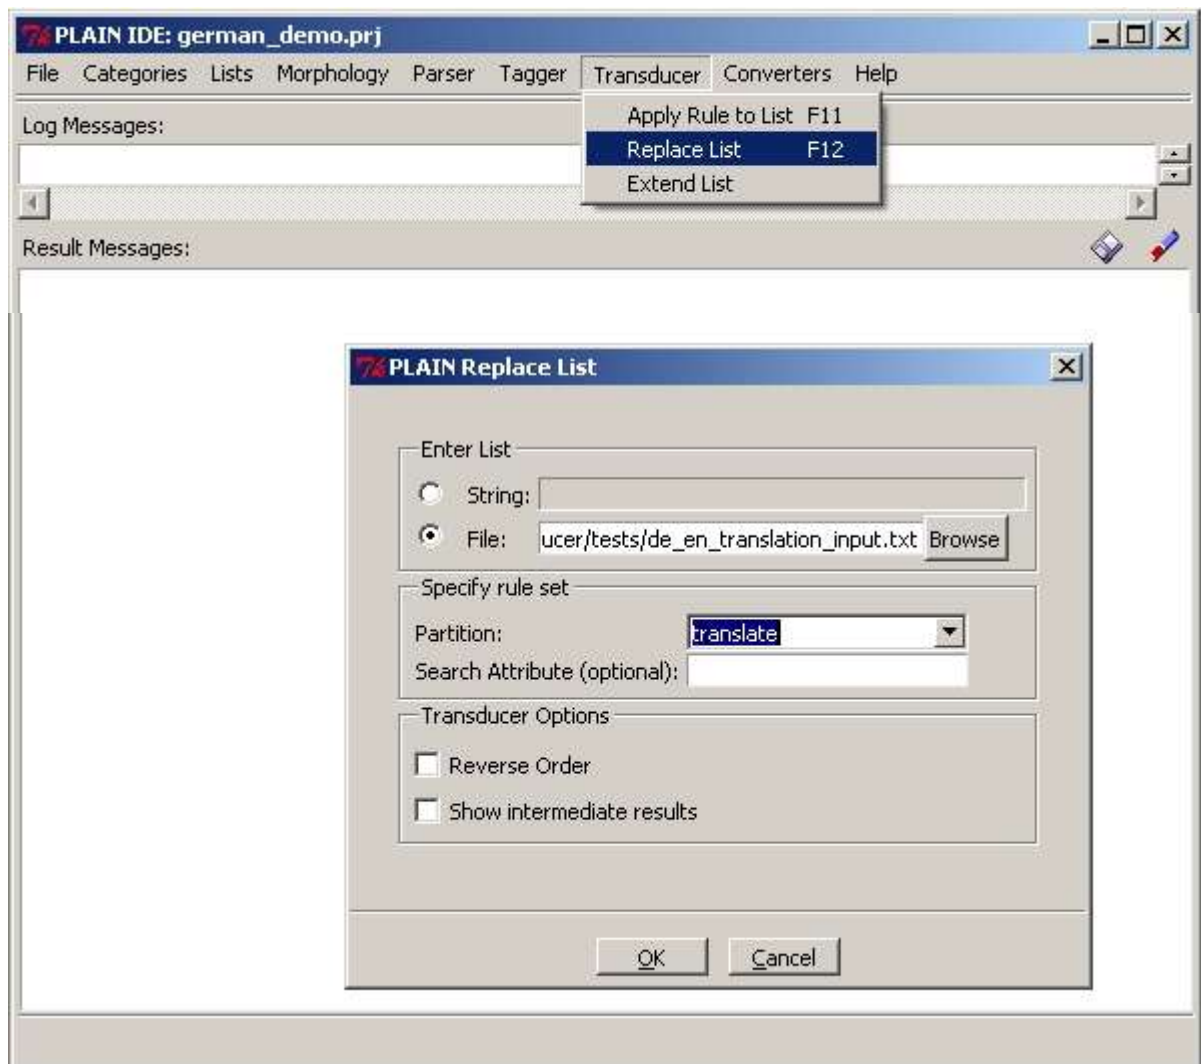 PLAIN IDE: german_demo.prj
File Categories Lists Morphology Parser Tagger Transducer Converters Help
Apply Rule to List F11
Replace List F12
Extend List
Log Messages:
Result Messages:
PLAIN Replace List
Enter List
String:
File: ucer/tests/de_en_translation_input.txt Browse
Specify rule set
Partition: translate
Search Attribute (optional):
Transducer Options
Reverse Order
Show intermediate results
OK Cancel